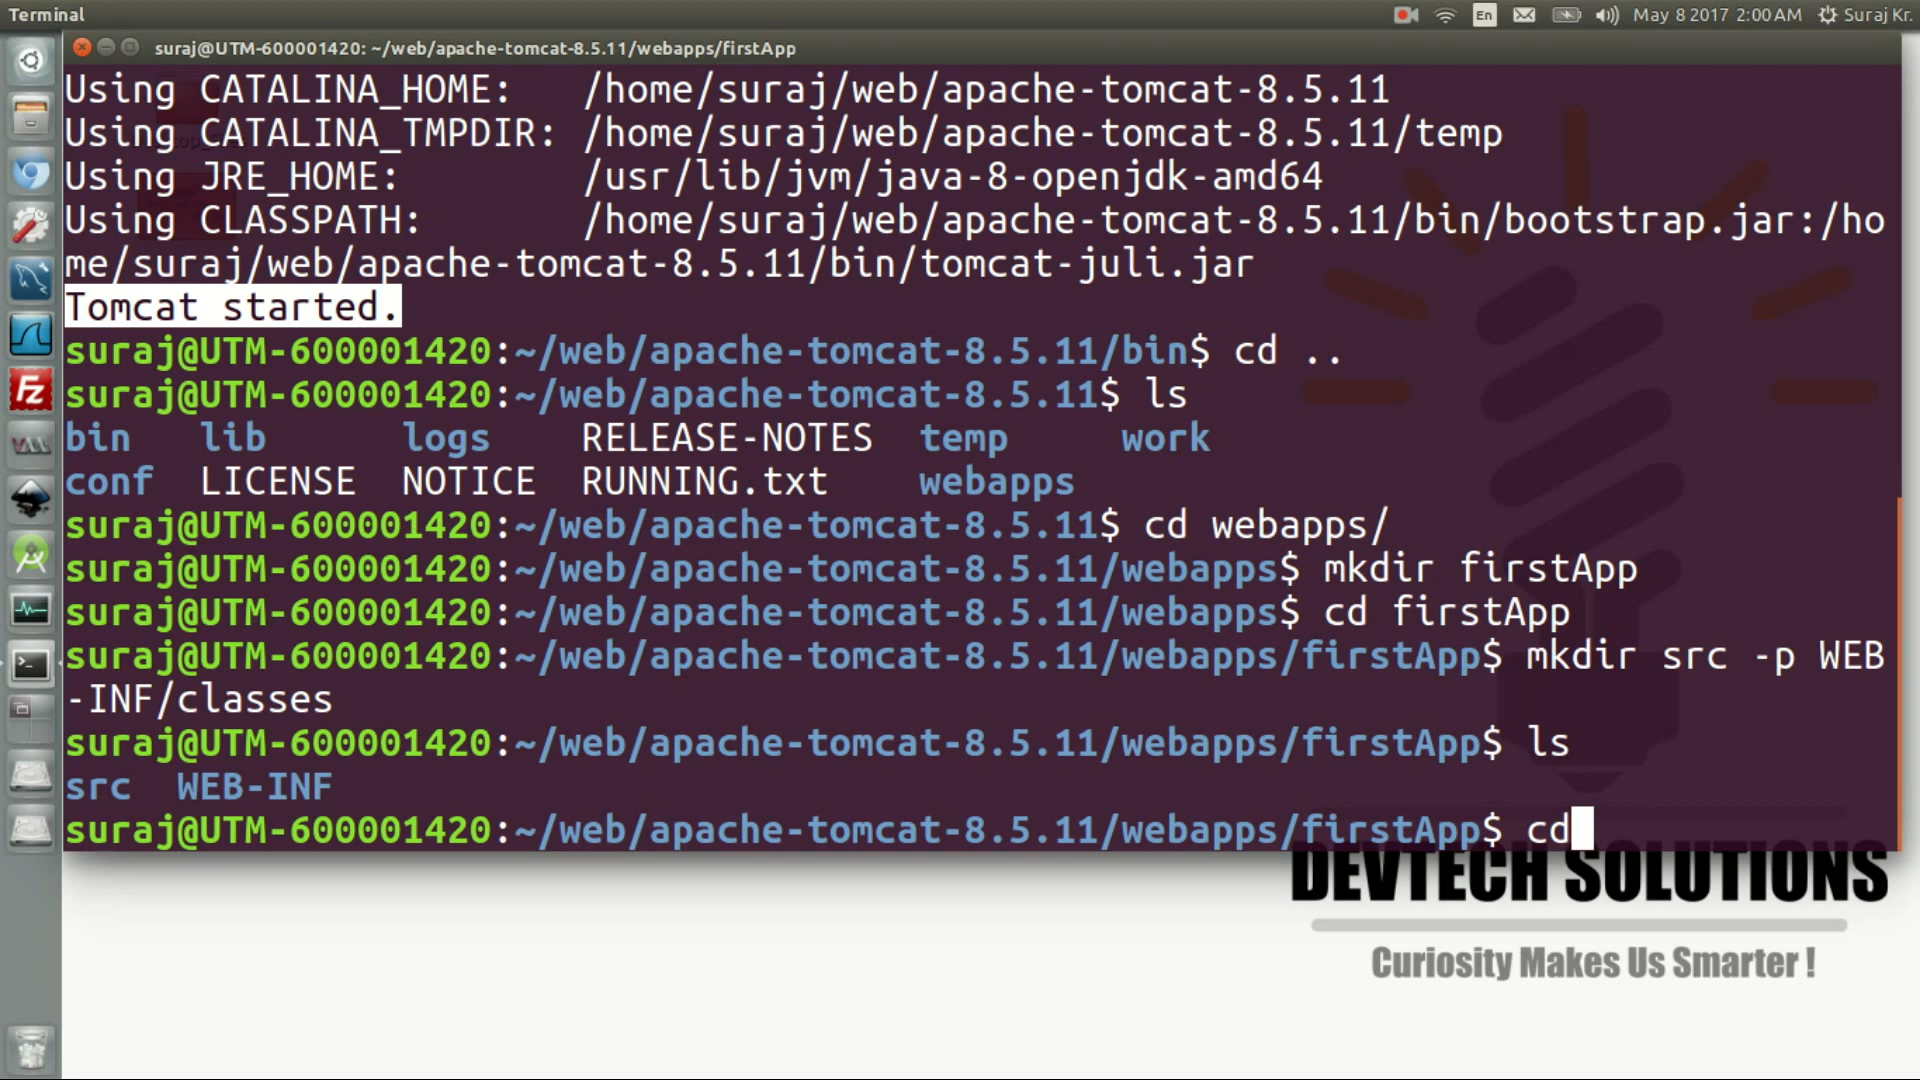 Terminal
En
May 8 2017 2:00 AM
Suraj Kr.
suraj@UTM-600001420: ~/web/apache-tomcat-8.5.11/webapps/firstApp
Using CATALINA_HOME:   /home/suraj/web/apache-tomcat-8.5.11
Using CATALINA_TMPDIR: /home/suraj/web/apache-tomcat-8.5.11/temp
Using JRE_HOME:        /usr/lib/jvm/java-8-openjdk-amd64
Using CLASSPATH:       /home/suraj/web/apache-tomcat-8.5.11/bin/bootstrap.jar:/ho
me/suraj/web/apache-tomcat-8.5.11/bin/tomcat-juli.jar
Tomcat started.
suraj@UTM-600001420:~/web/apache-tomcat-8.5.11/bin$ cd ..
suraj@UTM-600001420:~/web/apache-tomcat-8.5.11$ ls
bin   lib      logs    RELEASE-NOTES  temp     work
conf  LICENSE  NOTICE  RUNNING.txt    webapps
suraj@UTM-600001420:~/web/apache-tomcat-8.5.11$ cd webapps/
suraj@UTM-600001420:~/web/apache-tomcat-8.5.11/webapps$ mkdir firstApp
suraj@UTM-600001420:~/web/apache-tomcat-8.5.11/webapps$ cd firstApp
suraj@UTM-600001420:~/web/apache-tomcat-8.5.11/webapps/firstApp$ mkdir src -p WEB
-INF/classes
suraj@UTM-600001420:~/web/apache-tomcat-8.5.11/webapps/firstApp$ ls
src  WEB-INF
suraj@UTM-600001420:~/web/apache-tomcat-8.5.11/webapps/firstApp$ cd
DEVTECH SOLUTIONS
Curiosity Makes Us Smarter !
Fz